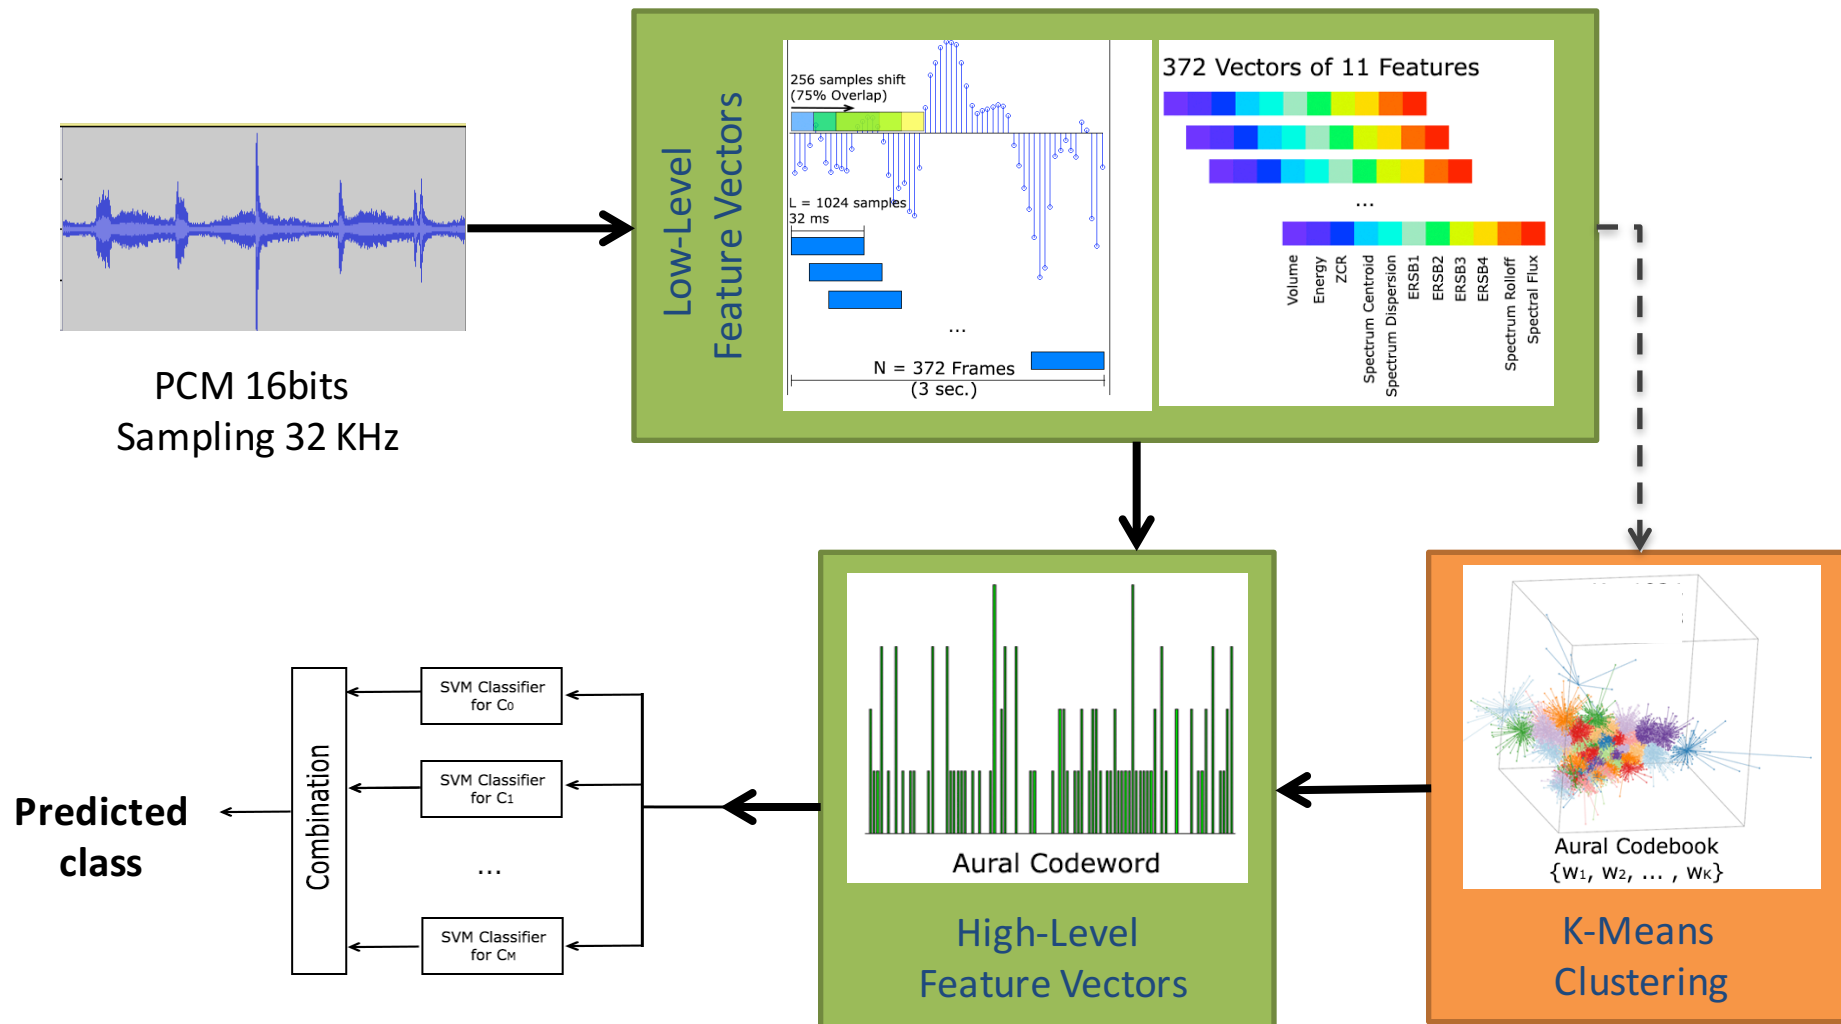 PCM 16bits
Sampling 32 KHz
Low-Level
Feature Vectors
256 samples shift
(75% Overlap)
L = 1024 samples
32 ms
...
N = 372 Frames
(3 sec.)
372 Vectors of 11 Features
...
Volume
Energy
ZCR
Spectrum Centroid
Spectrum Dispersion
ERSB1
ERSB2
ERSB3
ERSB4
Spectrum Rolloff
Spectral Flux
Aural Codebook
{w₁, w₂, ... , wₖ}
K-Means
Clustering
Aural Codeword
High-Level
Feature Vectors
SVM Classifier
for C₀
SVM Classifier
for C₁
...
SVM Classifier
for Cᴍ
Combination
Predicted
class